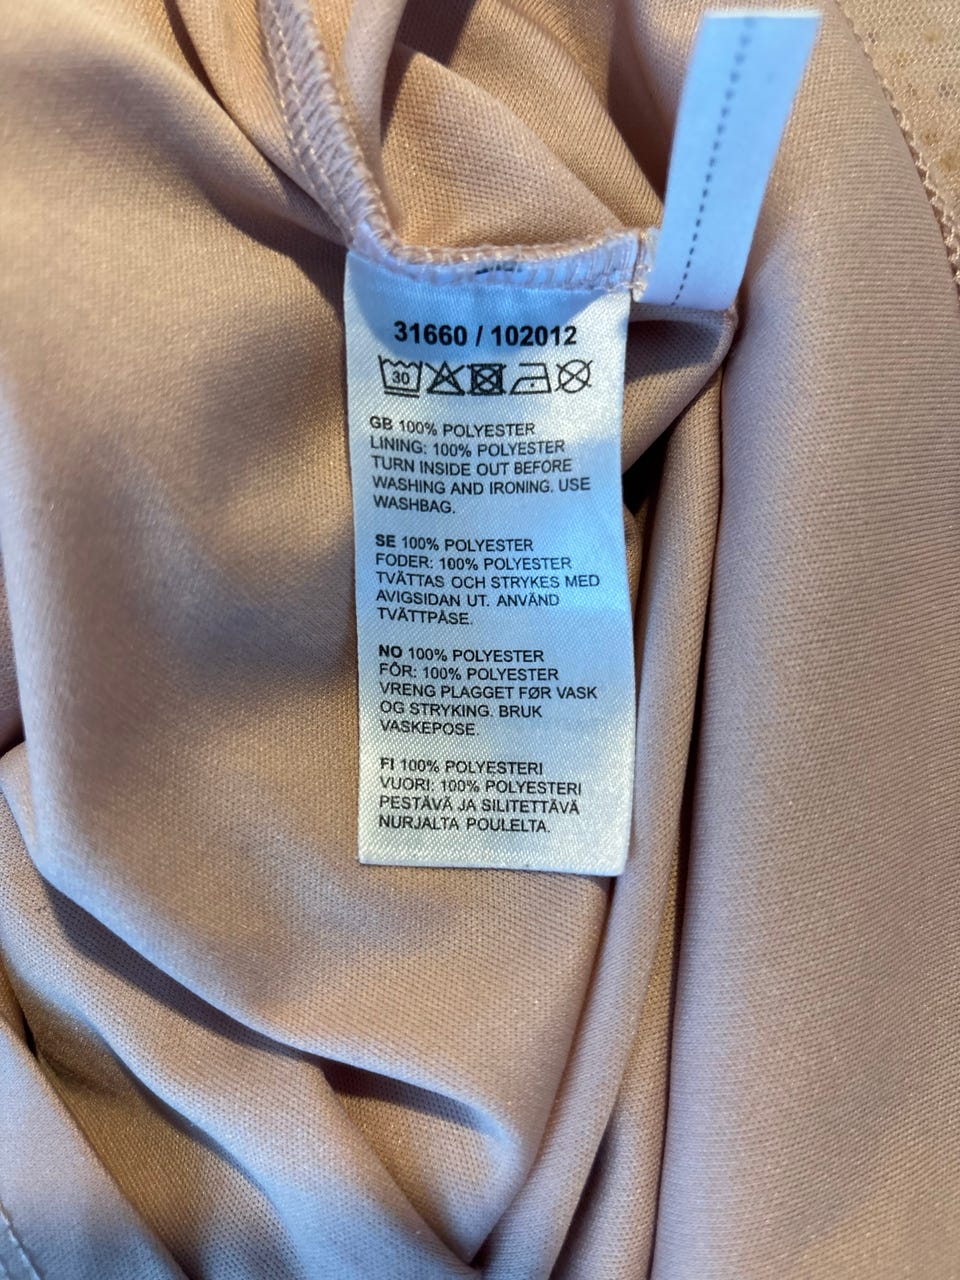 31660 / 102012
30
GB 100% POLYESTER
LINING: 100% POLYESTER
TURN INSIDE OUT BEFORE
WASHING AND IRONING. USE
WASHBAG.
SE 100% POLYESTER
FODER: 100% POLYESTER
TVÄTTAS OCH STRYKES MED
AVIGSIDAN UT. ANVÄND
TVÄTTPÅSE.
NO 100% POLYESTER
FÔR: 100% POLYESTER
VRENG PLAGGET FØR VASK
OG STRYKING. BRUK
VASKEPOSE.
FI 100% POLYESTERI
VUORI: 100% POLYESTERI
PESTÄVÄ JA SILITETTÄVÄ
NURJALTA POULELTA.